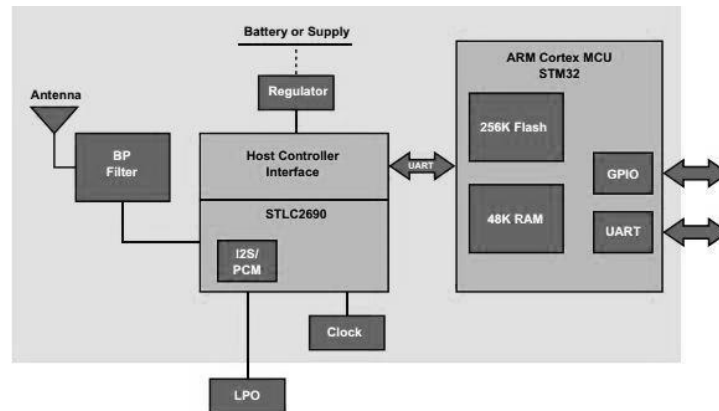 Battery or Supply
ARM Cortex MCU
STM32
Regulator
Antenna
256K Flash
BP
Filter
Host Controller
Interface
UART
GPIO
STLC2690
48K RAM
UART
I2S/
PCM
Clock
LPO